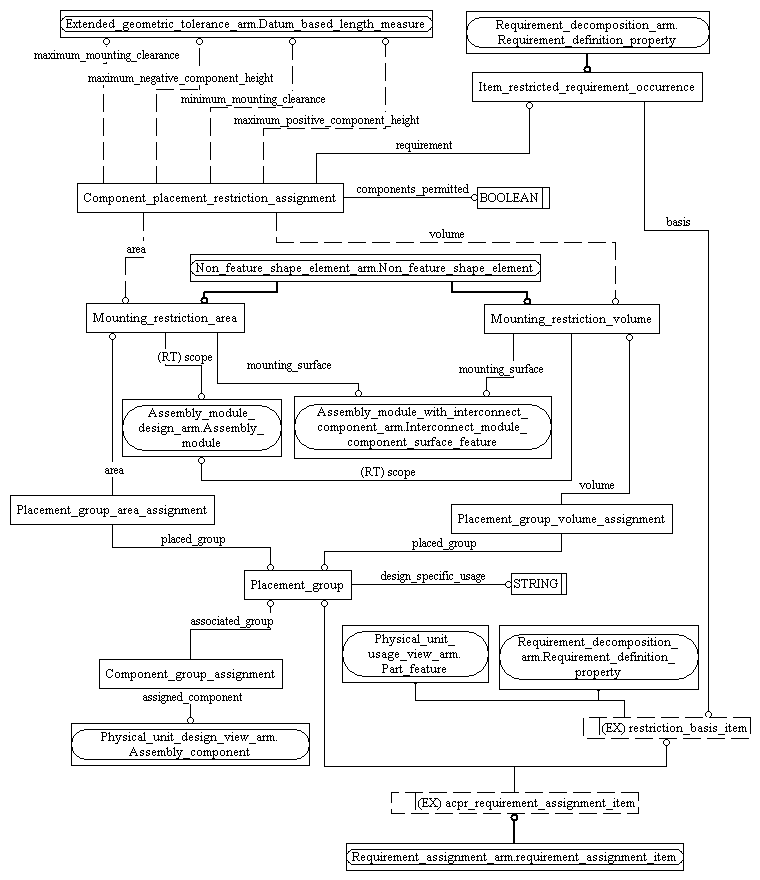 Extended_geometric_tolerance_arm.Datum_based_length_measure
Requirement_decomposition_arm.
Requirement_definition_property
maximum_mounting_clearance
maximum_negative_component_height
minimum_mounting_clearance
maximum_positive_component_height
Item_restricted_requirement_occurrence
requirement
Component_placement_restriction_assignment
components_permitted
BOOLEAN
area
volume
basis
Non_feature_shape_element_arm.Non_feature_shape_element
Mounting_restriction_area
Mounting_restriction_volume
(RT) scope
mounting_surface
mounting_surface
Assembly_module_
design_arm.Assembly_
module
Assembly_module_with_interconnect_
component_arm.Interconnect_module_
component_surface_feature
area
(RT) scope
volume
Placement_group_area_assignment
Placement_group_volume_assignment
placed_group
placed_group
Placement_group
design_specific_usage
STRING
associated_group
Physical_unit_
usage_view_arm.
Part_feature
Requirement_decomposition_
arm.Requirement_definition_
property
Component_group_assignment
assigned_component
Physical_unit_design_view_arm.
Assembly_component
(EX) restriction_basis_item
(EX) acpr_requirement_assignment_item
Requirement_assignment_arm.requirement_assignment_item